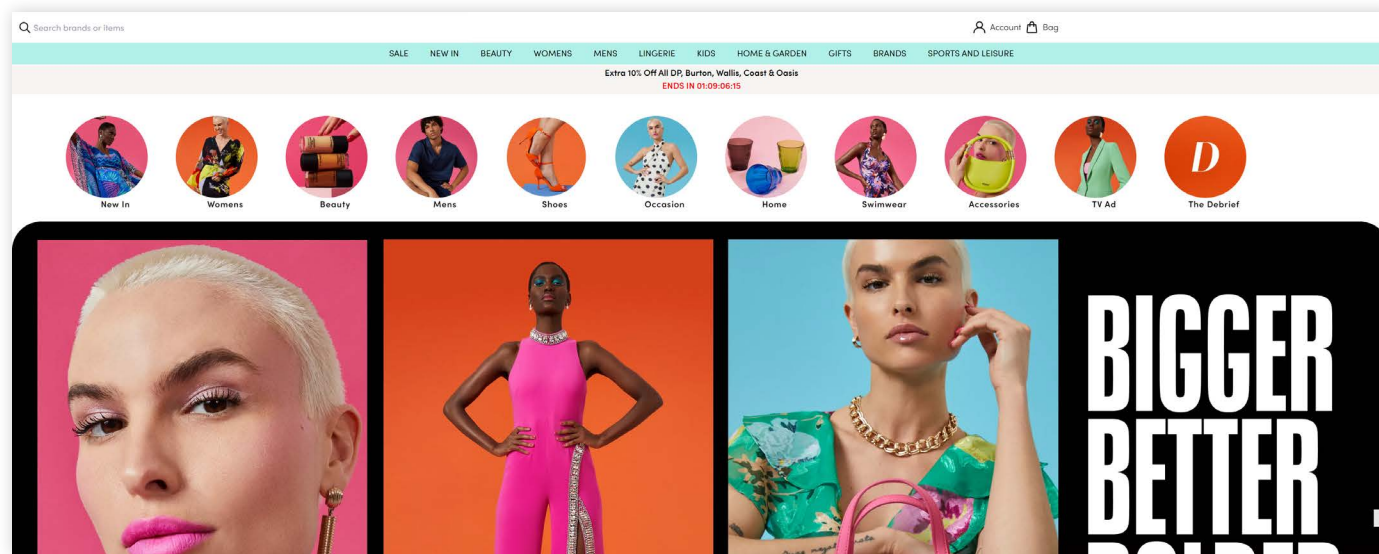 Search brands or items
Account
Bag
SALE NEW IN BEAUTY WOMENS MENS LINGERIE KIDS HOME & GARDEN GIFTS BRANDS SPORTS AND LEISURE
Extra 10% Off All DP, Burton, Wallis, Coast & Oasis
ENDS IN 01:09:06:15
D
New In Womens Beauty Mens Shoes Occasion Home Swimwear Accessories TV Ad The Debrief
BIGGER
BETTER
BOLDER